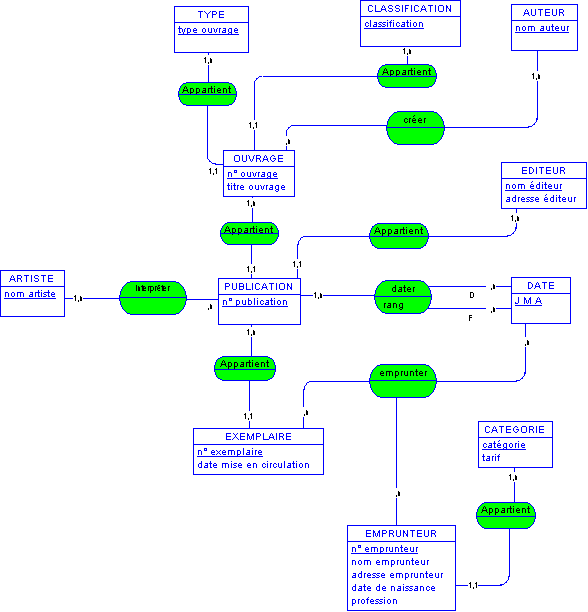 TYPE
type ouvrage
CLASSIFICATION
classification
AUTEUR
nom auteur
1,n
1,n
1,n
Appartient
Appartient
créer
1,1
,n
1,1
OUVRAGE
n° ouvrage
titre ouvrage
EDITEUR
nom éditeur
adresse éditeur
1,n
1,n
Appartient
Appartient
1,1
1,1
ARTISTE
nom artiste
1,n
interpréter
,n
PUBLICATION
n° publication
1,n
dater
rang
,n
D
,n
F
DATE
J M A
1,n
,n
Appartient
emprunter
1,1
,n
EXEMPLAIRE
n° exemplaire
date mise en circulation
CATEGORIE
catégorie
tarif
1,n
,n
Appartient
EMPRUNTEUR
n° emprunteur
nom emprunteur
adresse emprunteur
date de naissance
profession
1,1